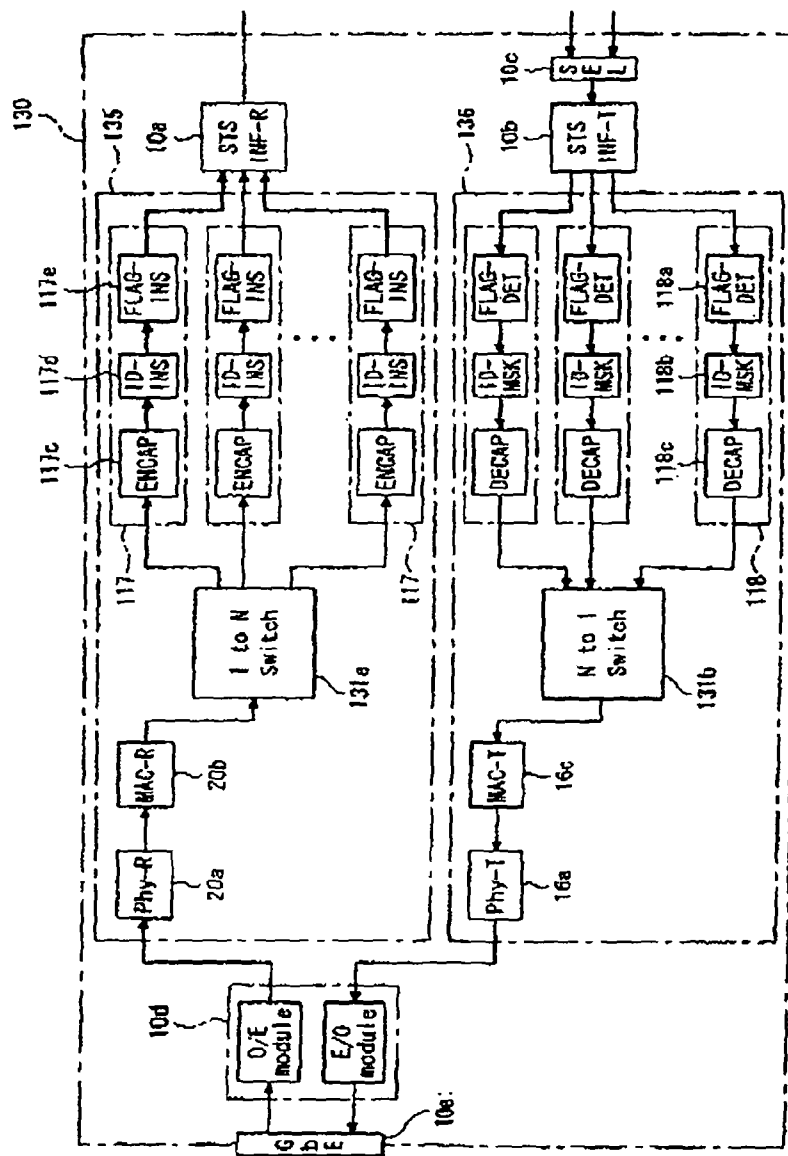 130
135
10a
STS
INF-R
117e
FLAG-
INS
117d
ID-
INS
117c
ENCAP
117
FLAG-
INS
ID-
INS
ENCAP
FLAG-
INS
ID-
INS
ENCAP
117
1 to N
Switch
131a
MAC-R
20b
Phy-R
20a
10d
O/E
module
E/O
module
10e
GbE
10c
SEL
10b
STS
INF-T
136
FLAG-
DET
ID-
MSK
DECAP
FLAG-
DET
ID-
MSK
DECAP
118a
FLAG-
DET
118b
ID-
MSK
118c
DECAP
118
N to 1
Switch
131b
MAC-T
16c
Phy-T
16a